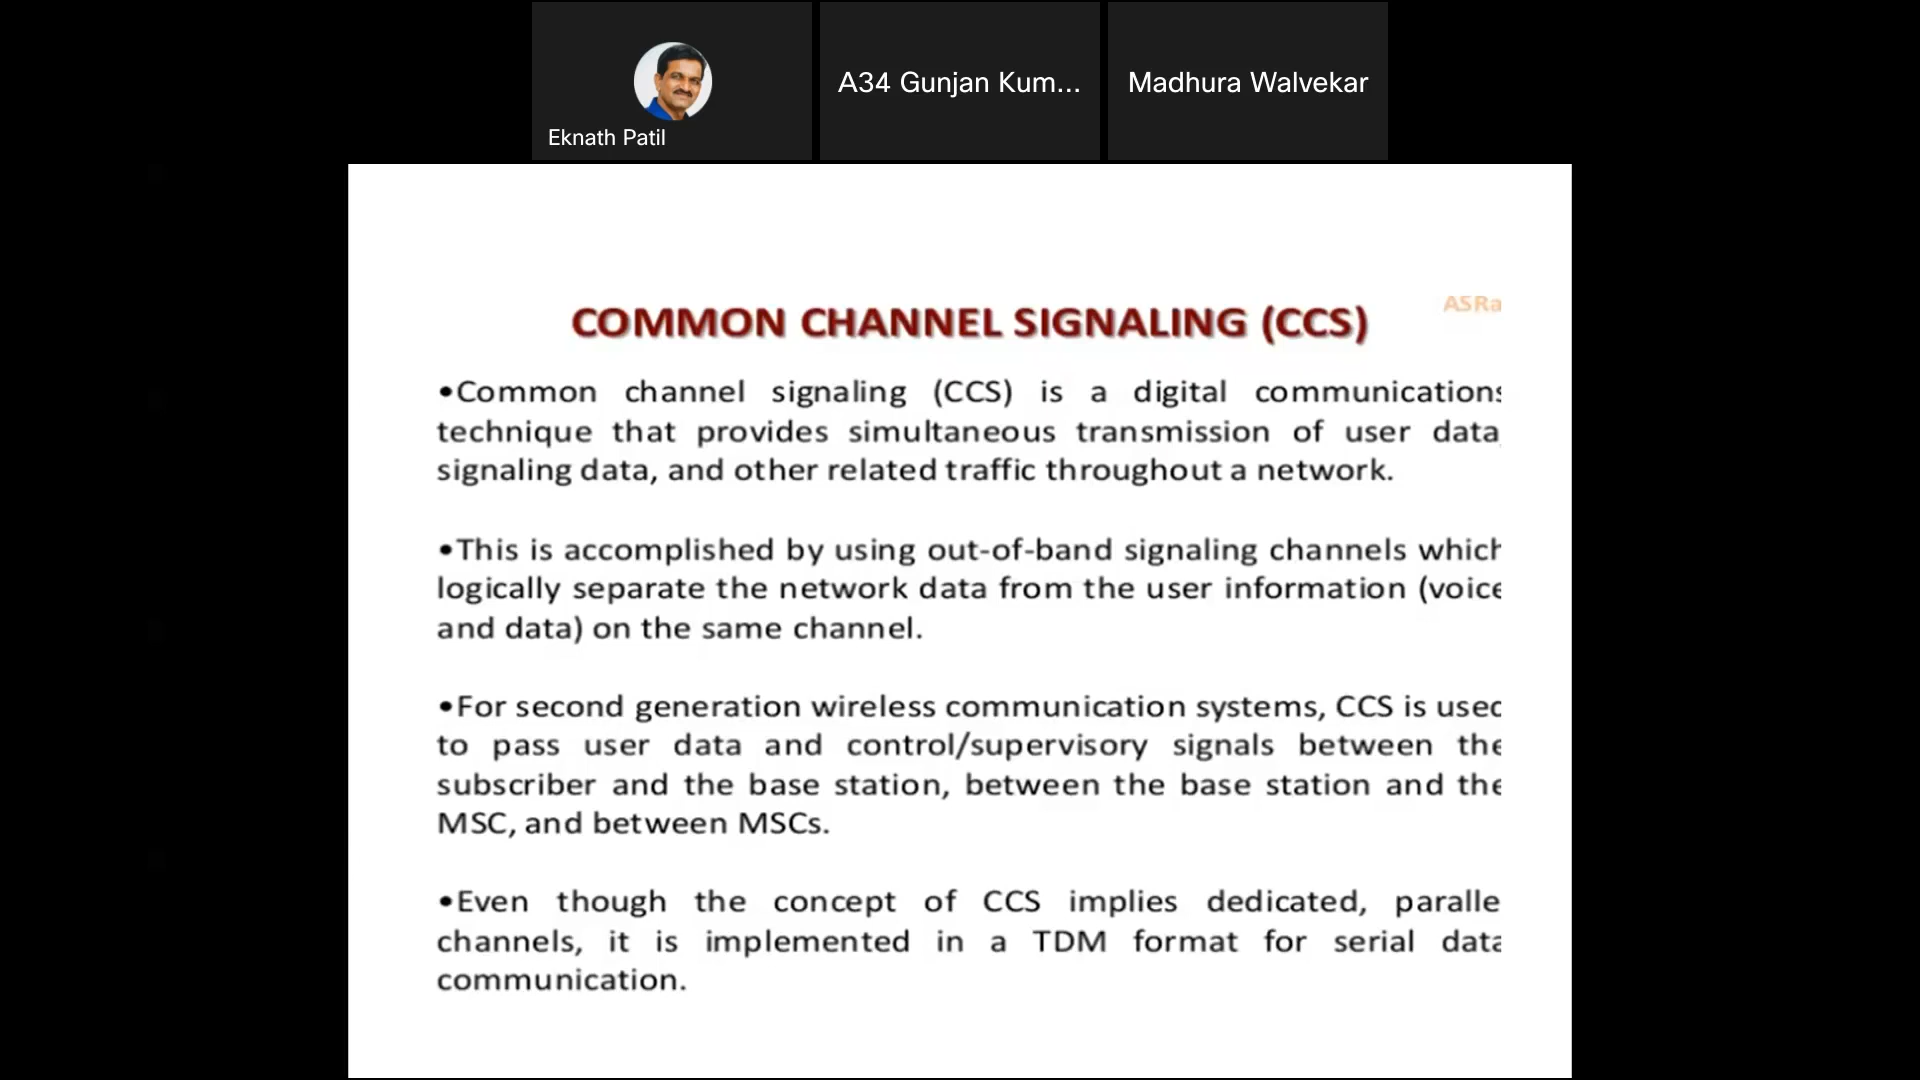 Eknath Patil
A34 Gunjan Kum...
Madhura Walvekar
ASRa
COMMON CHANNEL SIGNALING (CCS)
•Common channel signaling (CCS) is a digital communications
technique that provides simultaneous transmission of user data,
signaling data, and other related traffic throughout a network.
•This is accomplished by using out-of-band signaling channels which
logically separate the network data from the user information (voice
and data) on the same channel.
•For second generation wireless communication systems, CCS is used
to pass user data and control/supervisory signals between the
subscriber and the base station, between the base station and the
MSC, and between MSCs.
•Even though the concept of CCS implies dedicated, paralle
channels, it is implemented in a TDM format for serial data
communication.